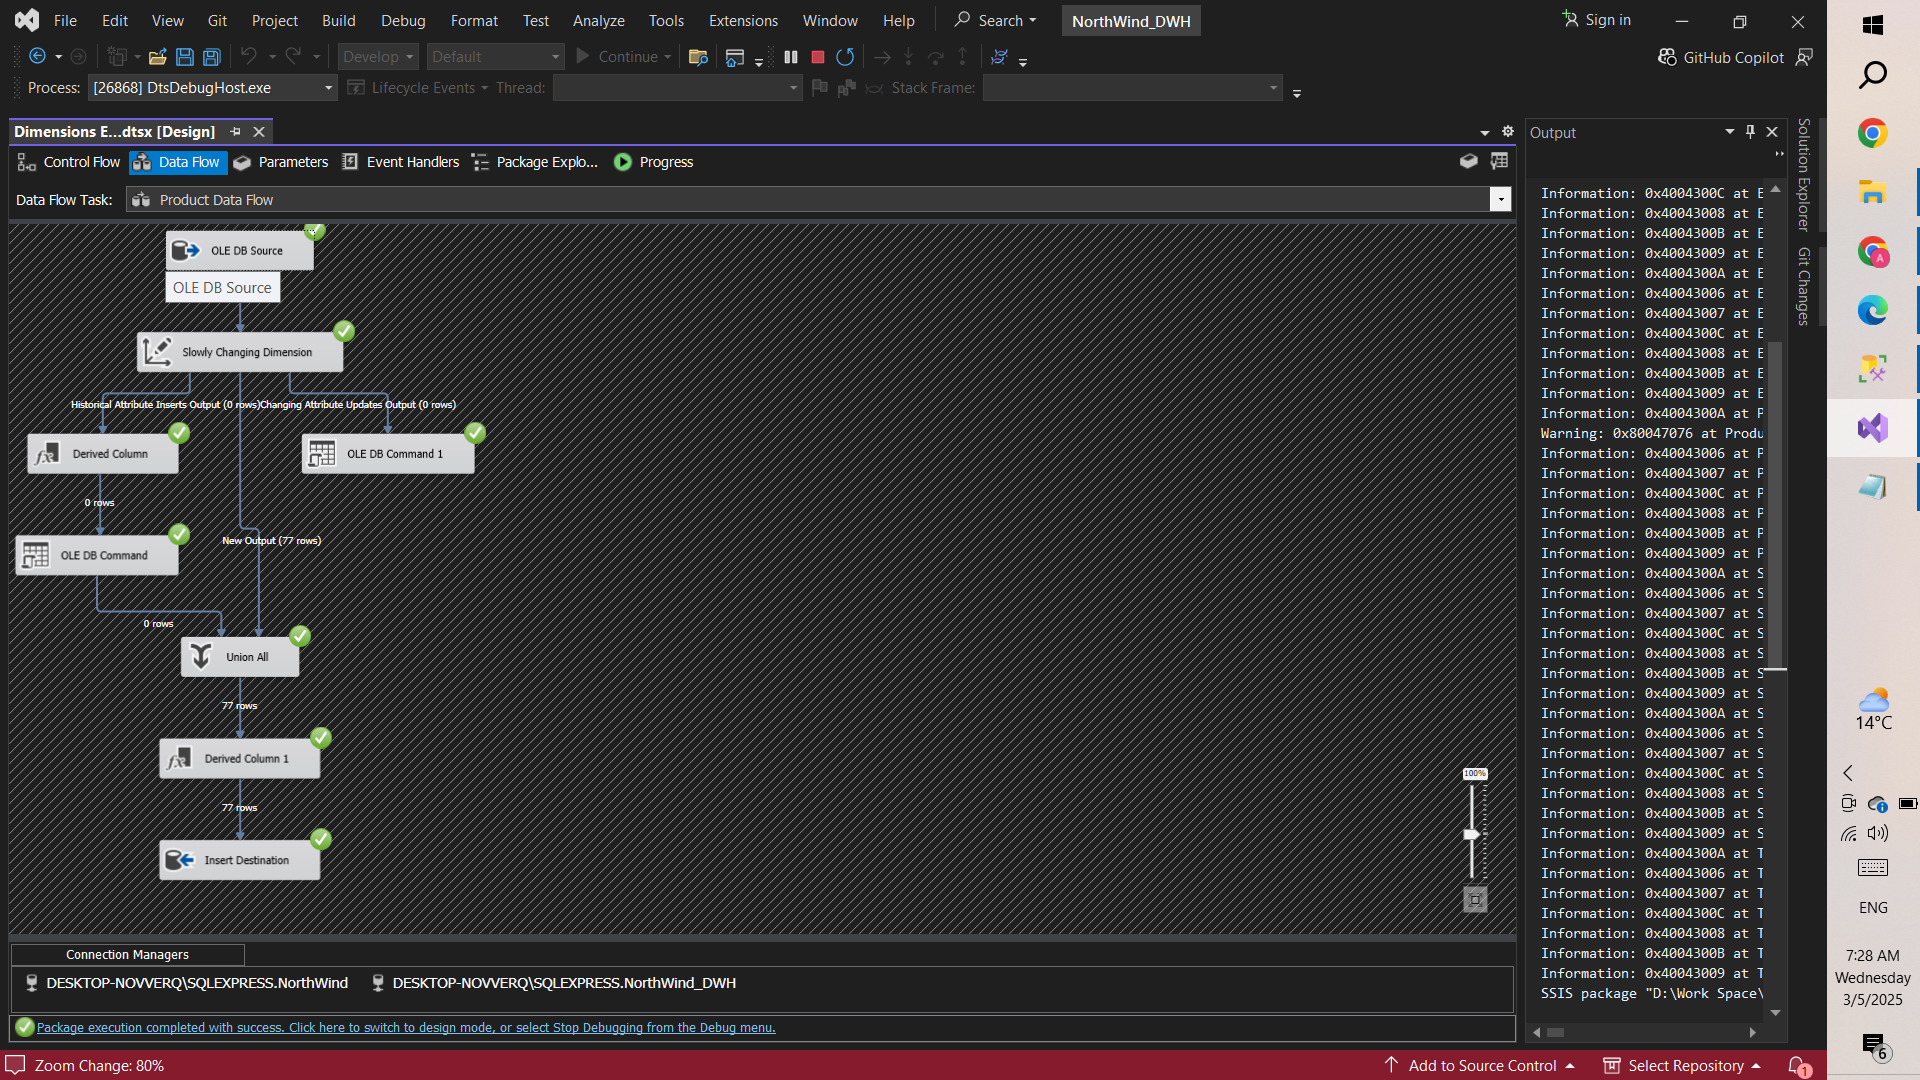 File Edit View Git Project Build Debug Format Test Analyze Tools Extensions Window Help Search NorthWind_DWH Sign in
Develop Default Continue GitHub Copilot
Process: [26868] DtsDebugHost.exe Lifecycle Events Thread: Stack Frame:
Dimensions E...dtsx [Design]
Control Flow Data Flow Parameters Event Handlers Package Explo... Progress
Data Flow Task: Product Data Flow
OLE DB Source
OLE DB Source
Slowly Changing Dimension
Historical Attribute Inserts Output (0 rows)
Changing Attribute Updates Output (0 rows)
Derived Column
OLE DB Command 1
0 rows
OLE DB Command
New Output (77 rows)
0 rows
Union All
77 rows
Derived Column 1
77 rows
Insert Destination
100%
Connection Managers
DESKTOP-NOVVERQ\SQLEXPRESS.NorthWind DESKTOP-NOVVERQ\SQLEXPRESS.NorthWind_DWH
Package execution completed with success. Click here to switch to design mode, or select Stop Debugging from the Debug menu.
Zoom Change: 80% Add to Source Control Select Repository 1
Output
Information: 0x4004300C at E
Information: 0x40043008 at E
Information: 0x4004300B at E
Information: 0x40043009 at E
Information: 0x4004300A at E
Information: 0x40043006 at E
Information: 0x40043007 at E
Information: 0x4004300C at E
Information: 0x40043008 at E
Information: 0x4004300B at E
Information: 0x40043009 at E
Information: 0x4004300A at P
Warning: 0x80047076 at Produ
Information: 0x40043006 at P
Information: 0x40043007 at P
Information: 0x4004300C at P
Information: 0x40043008 at P
Information: 0x4004300B at P
Information: 0x40043009 at P
Information: 0x4004300A at S
Information: 0x40043006 at S
Information: 0x40043007 at S
Information: 0x4004300C at S
Information: 0x40043008 at S
Information: 0x4004300B at S
Information: 0x40043009 at S
Information: 0x4004300A at S
Information: 0x40043006 at S
Information: 0x40043007 at S
Information: 0x4004300C at S
Information: 0x40043008 at S
Information: 0x4004300B at S
Information: 0x40043009 at S
Information: 0x4004300A at T
Information: 0x40043006 at T
Information: 0x40043007 at T
Information: 0x4004300C at T
Information: 0x40043008 at T
Information: 0x4004300B at T
Information: 0x40043009 at T
SSIS package "D:\Work Space\
Solution Explorer
Git Changes
A
14°C
ENG
7:28 AM
Wednesday
3/5/2025
6